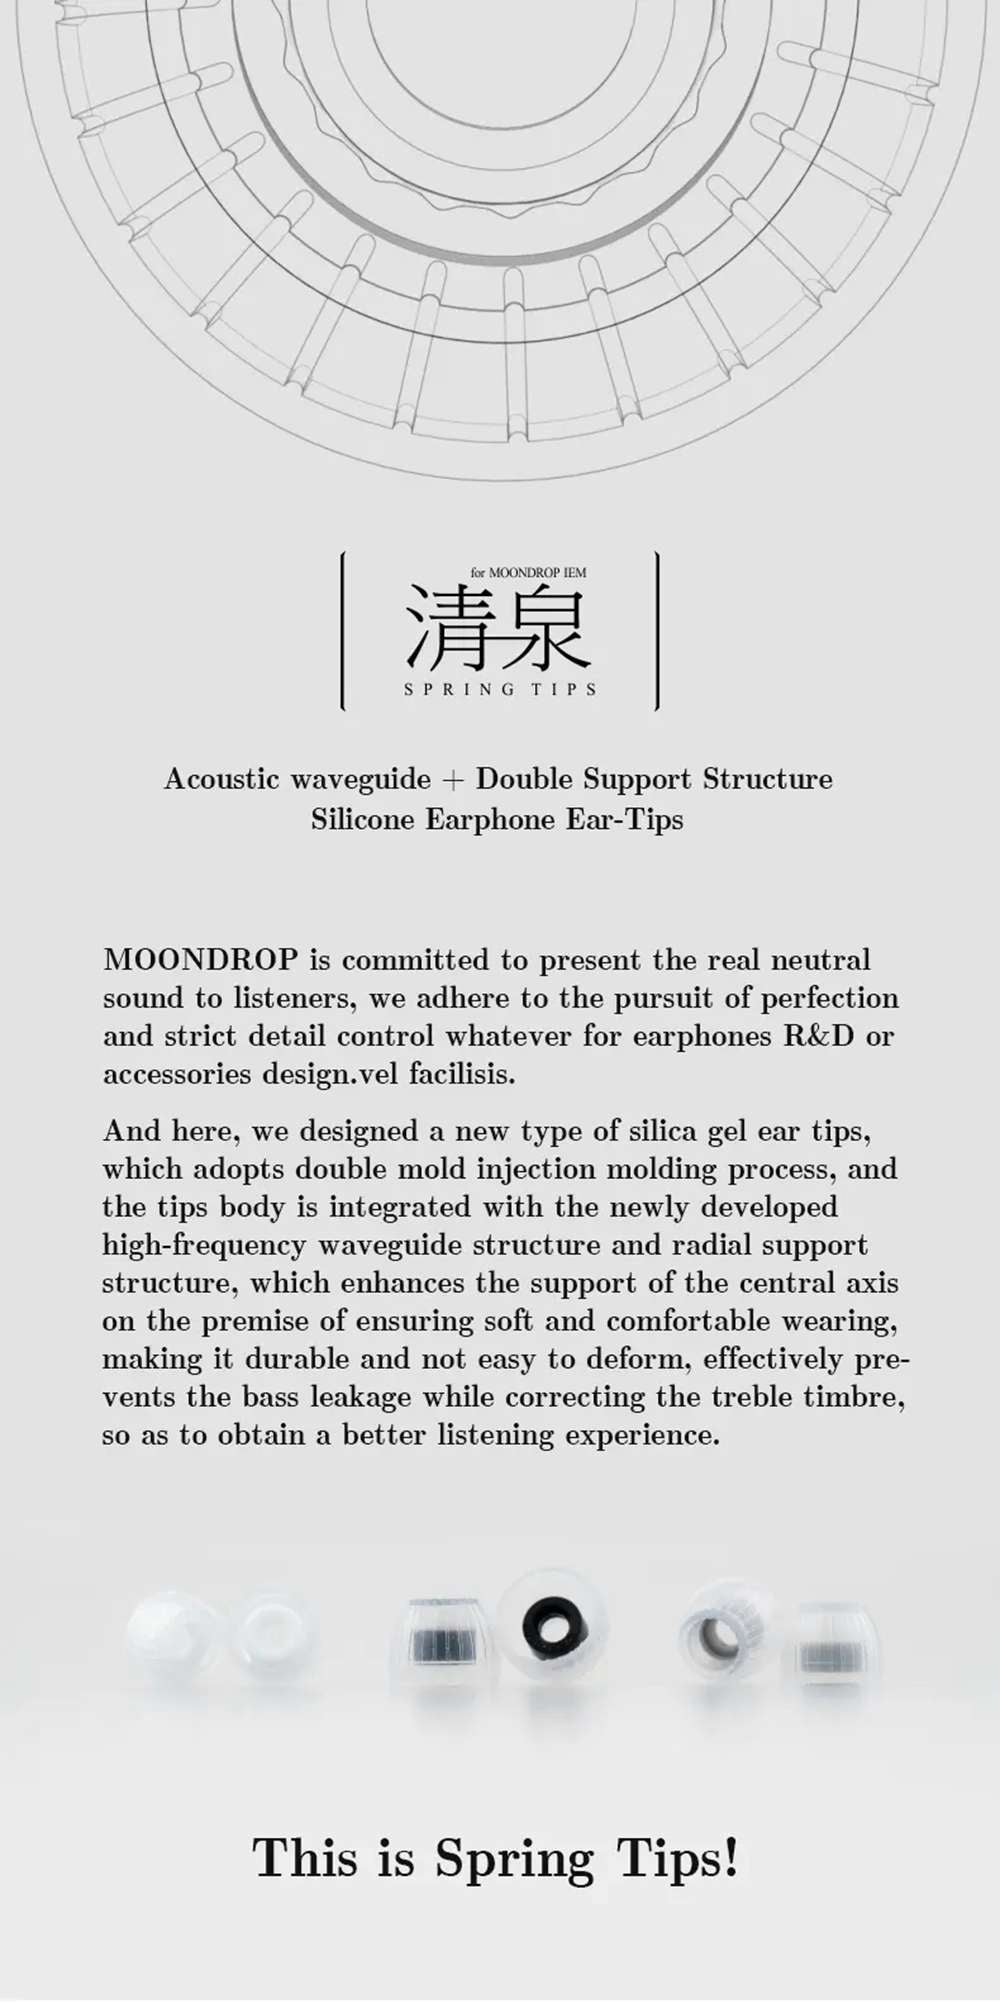 for MOONDROP IEM
清泉
SPRING TIPS
Acoustic waveguide + Double Support Structure
Silicone Earphone Ear-Tips
MOONDROP is committed to present the real neutral
sound to listeners, we adhere to the pursuit of perfection
and strict detail control whatever for earphones R&D or
accessories design.vel facilisis.
And here, we designed a new type of silica gel ear tips,
which adopts double mold injection molding process, and
the tips body is integrated with the newly developed
high-frequency waveguide structure and radial support
structure, which enhances the support of the central axis
on the premise of ensuring soft and comfortable wearing,
making it durable and not easy to deform, effectively pre-
vents the bass leakage while correcting the treble timbre,
so as to obtain a better listening experience.
This is Spring Tips!